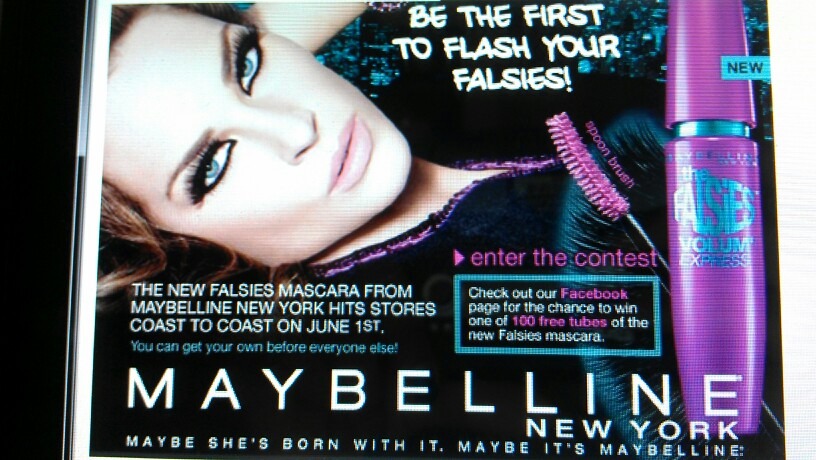 BE THE FIRST
TO FLASH YOUR
FALSIES!
NEW
spoon brush
MAYBELLINE
the
FALSIES
VOLUM'
EXPRESS
enter the contest
THE NEW FALSIES MASCARA FROM
MAYBELLINE NEW YORK HITS STORES
COAST TO COAST ON JUNE 1ST.
You can get your own before everyone else!
Check out our Facebook
page for the chance to win
one of 100 free tubes of the
new Falsies mascara.
MAYBELLINE
NEW YORK
MAYBE SHE'S BORN WITH IT. MAYBE IT'S MAYBELLINE.